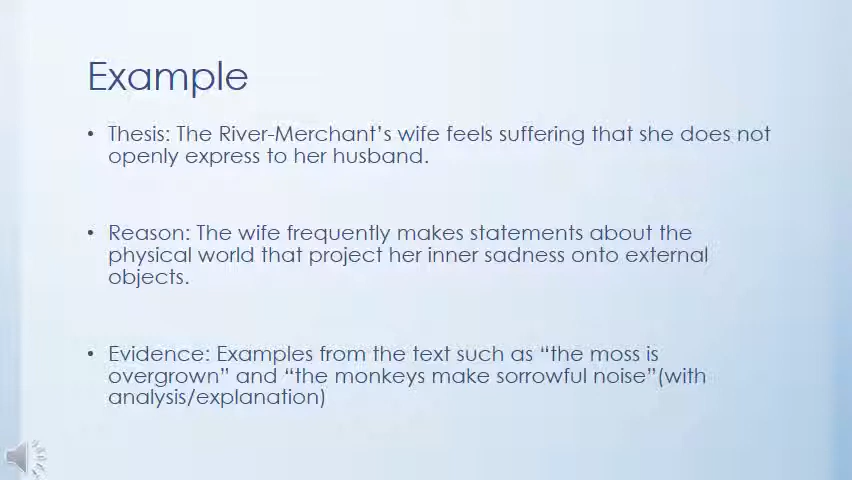 Example
• Thesis: The River-Merchant’s wife feels suffering that she does not
openly express to her husband.
• Reason: The wife frequently makes statements about the
physical world that project her inner sadness onto external
objects.
• Evidence: Examples from the text such as “the moss is
overgrown” and “the monkeys make sorrowful noise”(with
analysis/explanation)